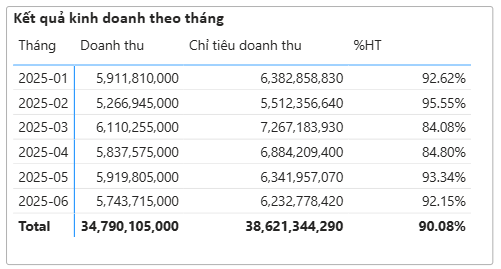 Kết quả kinh doanh theo tháng
Tháng Doanh thu Chỉ tiêu doanh thu %HT
2025-01 5,911,810,000 6,382,858,830 92.62%
2025-02 5,266,945,000 5,512,356,640 95.55%
2025-03 6,110,255,000 7,267,183,930 84.08%
2025-04 5,837,575,000 6,884,209,400 84.80%
2025-05 5,919,805,000 6,341,957,070 93.34%
2025-06 5,743,715,000 6,232,778,420 92.15%
Total 34,790,105,000 38,621,344,290 90.08%